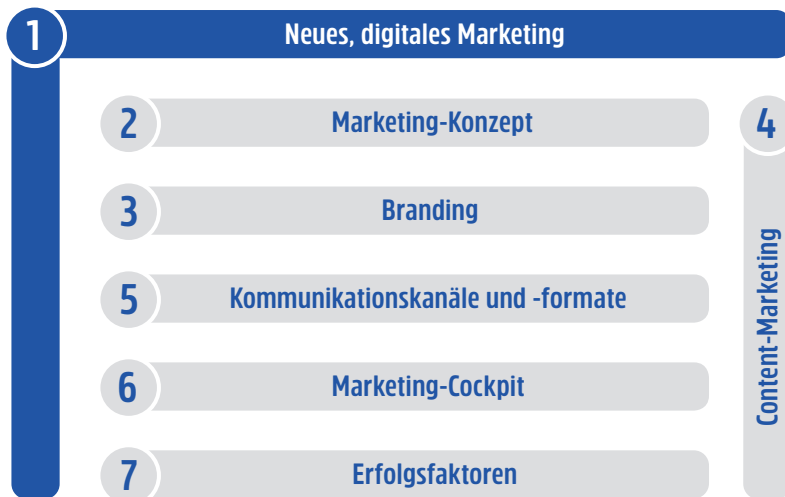 1
Neues, digitales Marketing
2
Marketing-Konzept
3
Branding
4
Content-Marketing
5
Kommunikationskanäle und -formate
6
Marketing-Cockpit
7
Erfolgsfaktoren